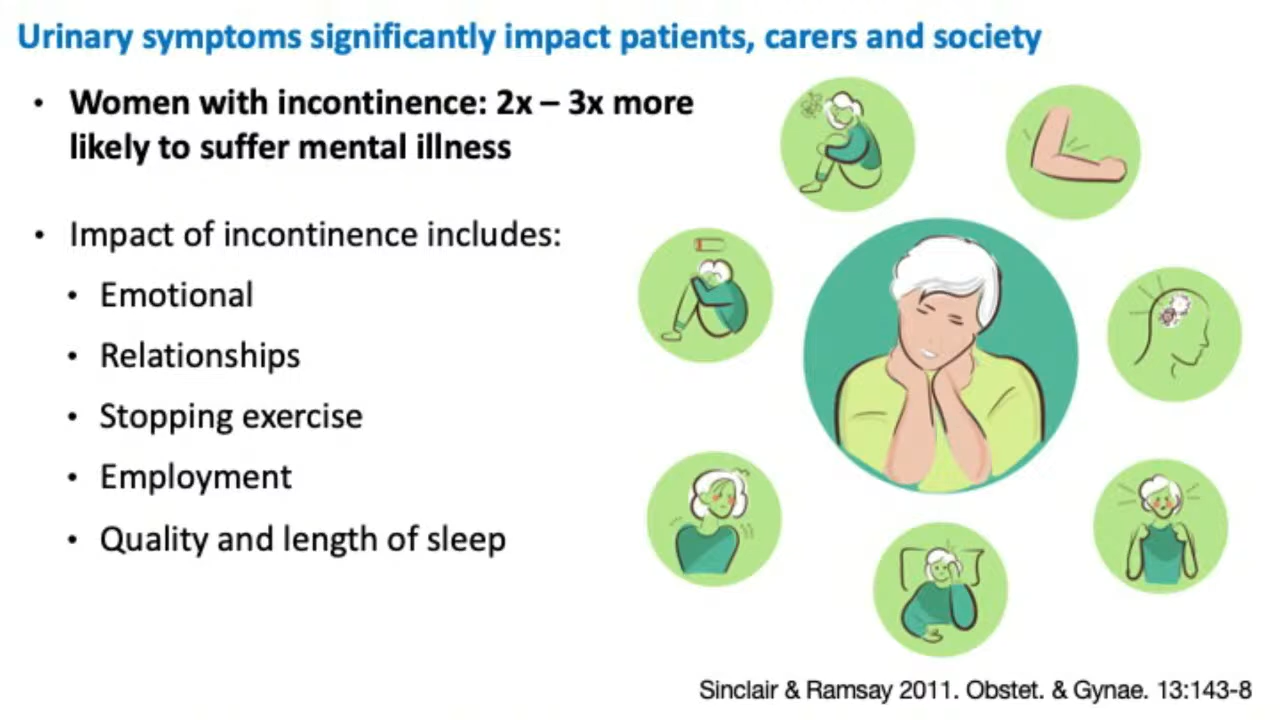 Urinary symptoms significantly impact patients, carers and society
• Women with incontinence: 2x – 3x more
likely to suffer mental illness
• Impact of incontinence includes:
• Emotional
• Relationships
• Stopping exercise
• Employment
• Quality and length of sleep
Sinclair & Ramsay 2011. Obstet. & Gynae. 13:143-8